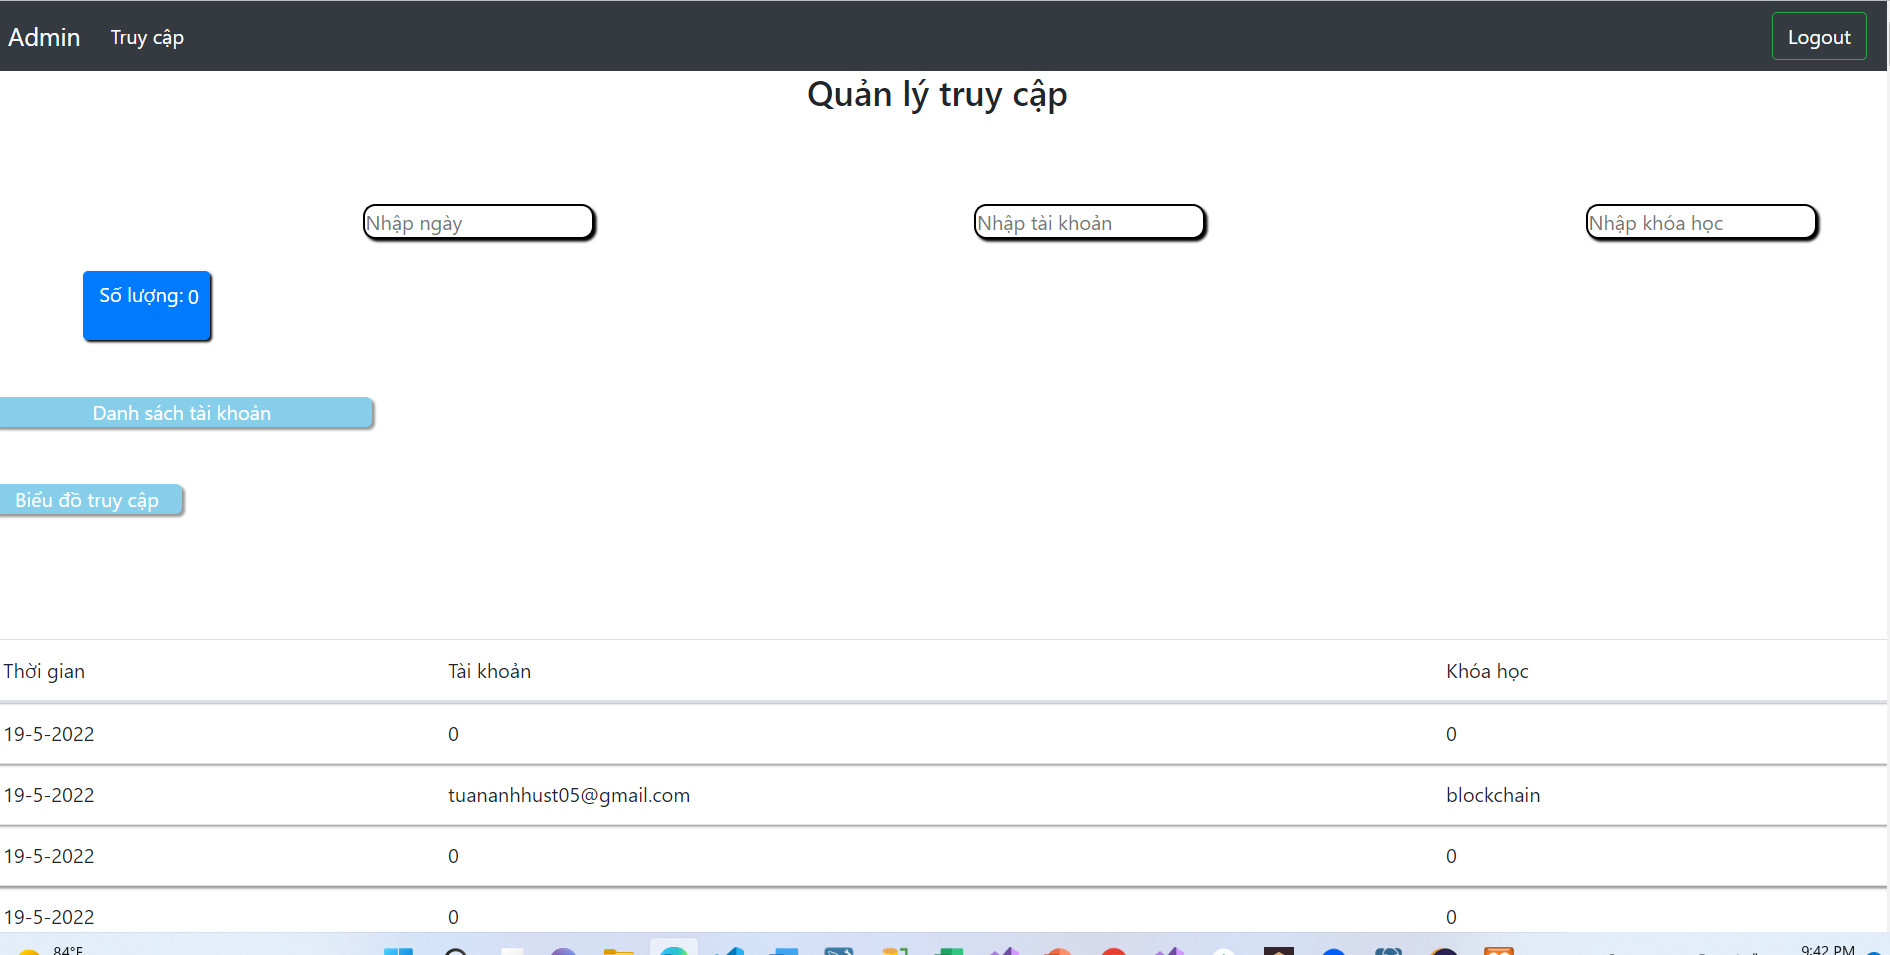 Admin Truy cập Logout
Quản lý truy cập
Nhập ngày Nhập tài khoản Nhập khóa học
Số lượng: 0
Danh sách tài khoản
Biểu đồ truy cập
Thời gian Tài khoản Khóa học
19-5-2022 0 0
19-5-2022 tuananhhust05@gmail.com blockchain
19-5-2022 0 0
19-5-2022 0 0
84°F 9:42 PM